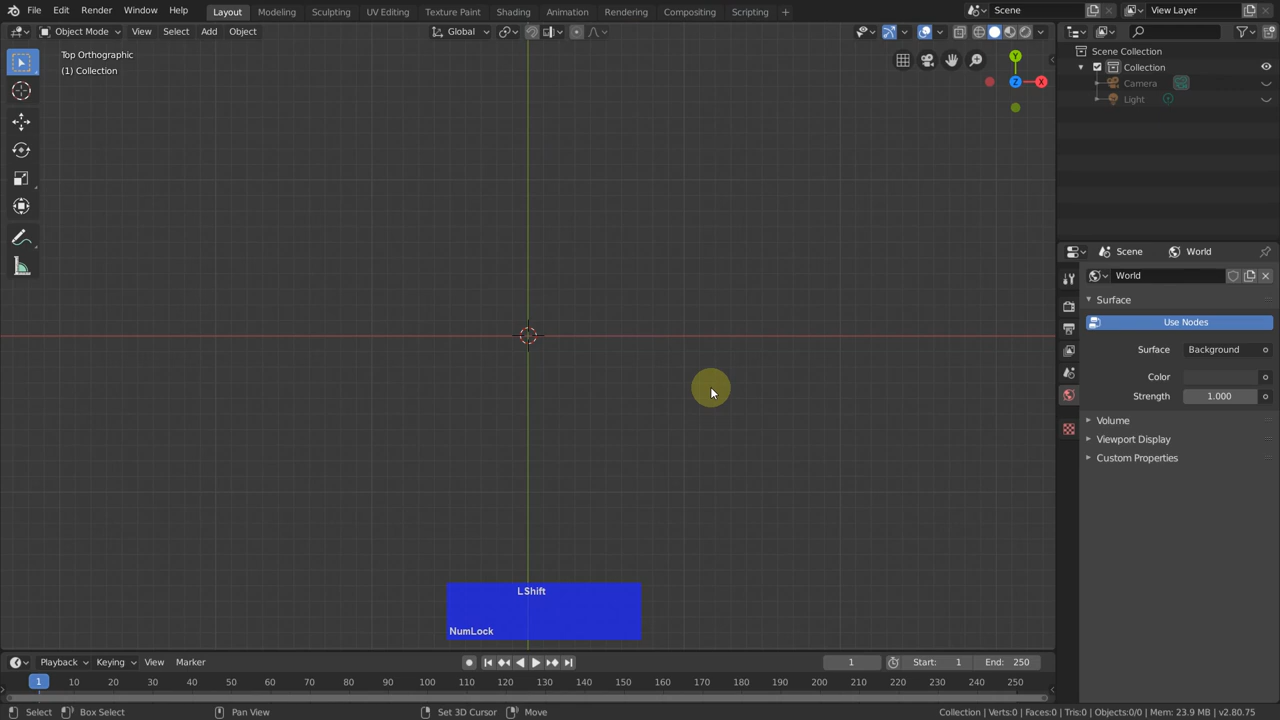 File Edit Render Window Help Layout Modeling Sculpting UV Editing Texture Paint Shading Animation Rendering Compositing Scripting + Scene View Layer
Object Mode View Select Add Object Global
Top Orthographic
(1) Collection
Y
Z
X
Scene Collection
Collection
Camera
Light
Scene World
World
Surface
Use Nodes
Surface Background
Color
Strength 1.000
Volume
Viewport Display
Custom Properties
LShift
NumLock
Playback Keying View Marker 1 Start: 1 End: 250
1 10 20 30 40 50 60 70 80 90 100 110 120 130 140 150 160 170 180 190 200 210 220 230 240 250
Select Box Select Pan View Set 3D Cursor Move Collection | Verts:0 | Faces:0 | Tris:0 | Objects:0/0 | Mem: 23.9 MB | v2.80.75